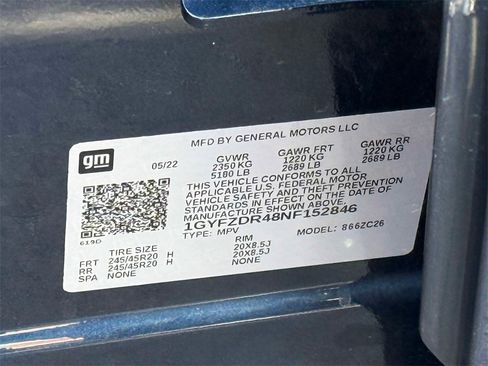 MFD BY GENERAL MOTORS LLC
gm
05/22
GVWR GAWR FRT GAWR RR
2350 KG 1220 KG 1220 KG
5180 LB 2689 LB 2689 LB
THIS VEHICLE CONFORMS TO ALL
APPLICABLE U.S. FEDERAL MOTOR
VEHICLE SAFETY AND THEFT PREVENTION
STANDARDS IN EFFECT ON THE DATE OF
MANUFACTURE SHOWN ABOVE.
1GYFZDR48NF152846
TYPE: MPV MODEL: 866ZC26
619D
TIRE SIZE RIM
FRT 245/45R20 H 20X8.5J
RR 245/45R20 H 20X8.5J
SPA NONE NONE